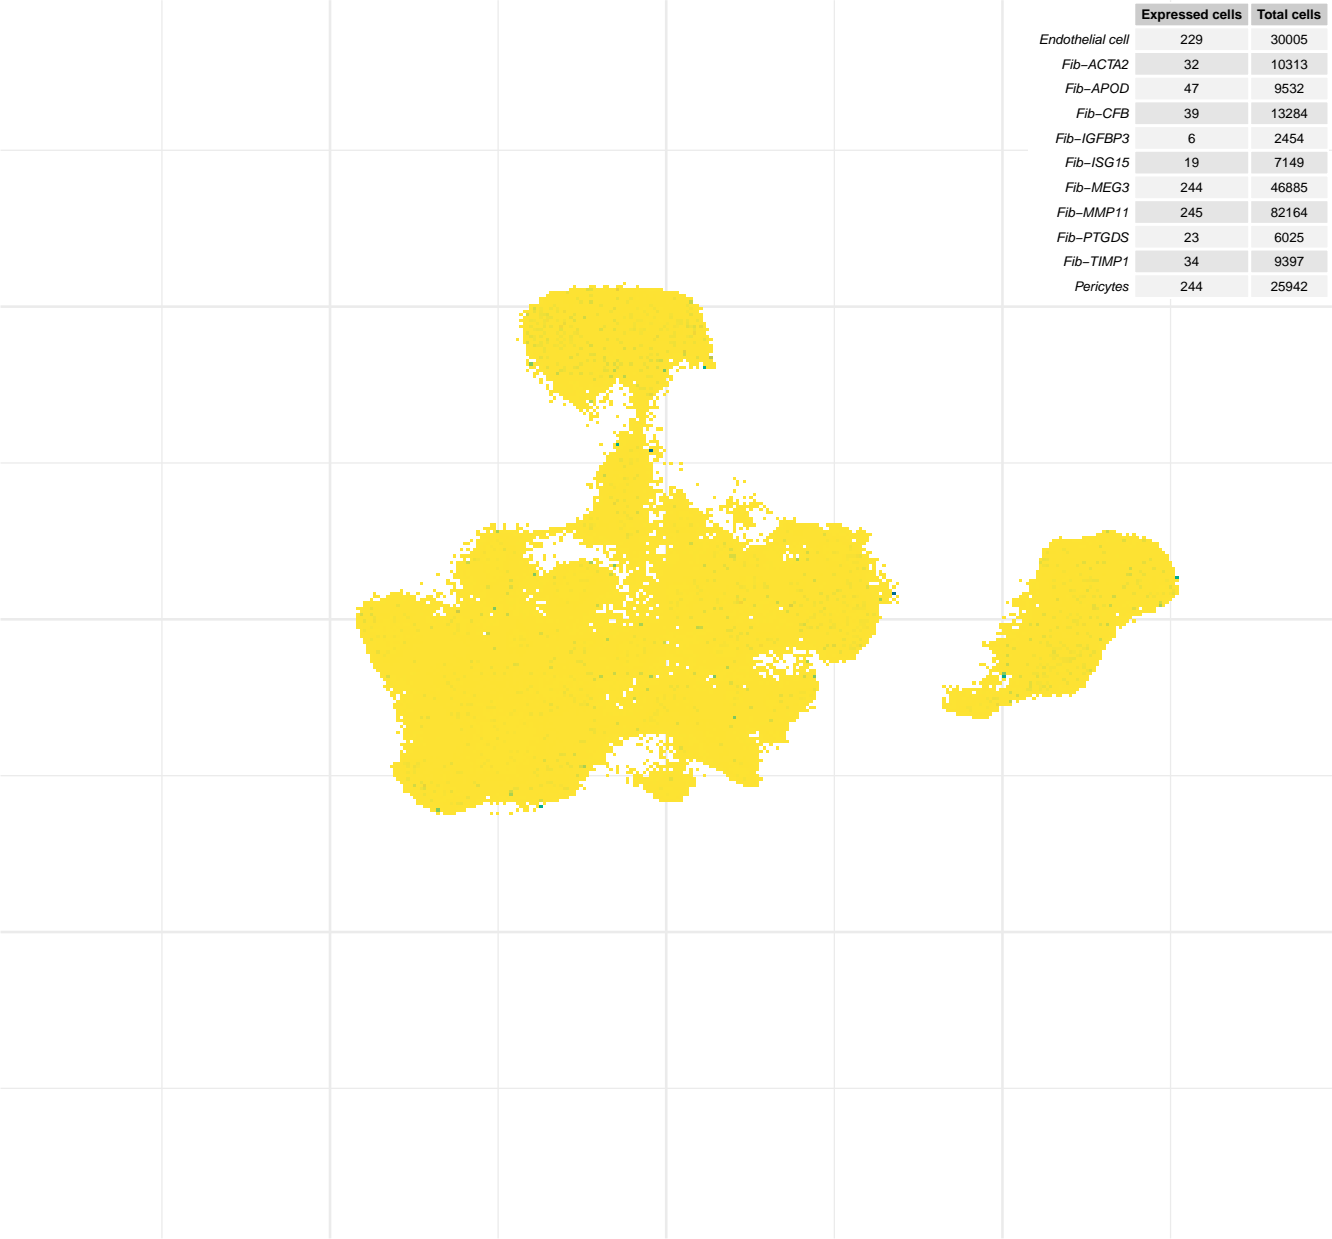 Expressed cells Total cells
Endothelial cell 229 30005
Fib−ACTA2 32 10313
Fib−APOD 47 9532
Fib−CFB 39 13284
Fib−IGFBP3 6 2454
Fib−ISG15 19 7149
Fib−MEG3 244 46885
Fib−MMP11 245 82164
Fib−PTGDS 23 6025
Fib−TIMP1 34 9397
Pericytes 244 25942